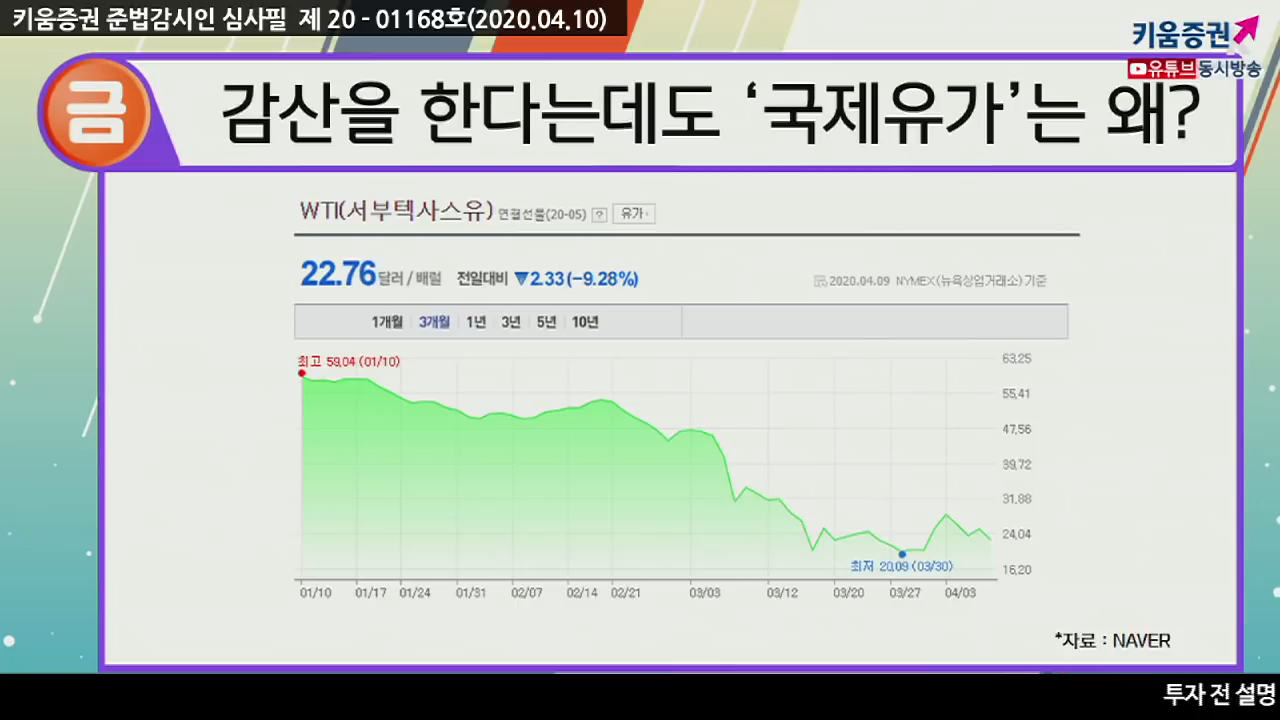 키움증권 준법감시인 심사필 제 20 - 01168호(2020.04.10)
키움증권
유튜브 동시방송
금
감산을 한다는데도 ‘국제유가’는 왜?
WTI(서부텍사스유) 연결선물(20-05) ? 유가
22.76 달러 / 배럴 전일대비 ▼2.33 (-9.28%)
2020.04.09 NYMEX(뉴욕상업거래소) 기준
1개월 3개월 1년 3년 5년 10년
최고 59.04 (01/10)
63,25
55,41
47,56
39,72
31,88
24,04
16,20
최저 20.09 (03/30)
01/10 01/17 01/24 01/31 02/07 02/14 02/21 03/03 03/12 03/20 03/27 04/03
*자료 : NAVER
투자 전 설명